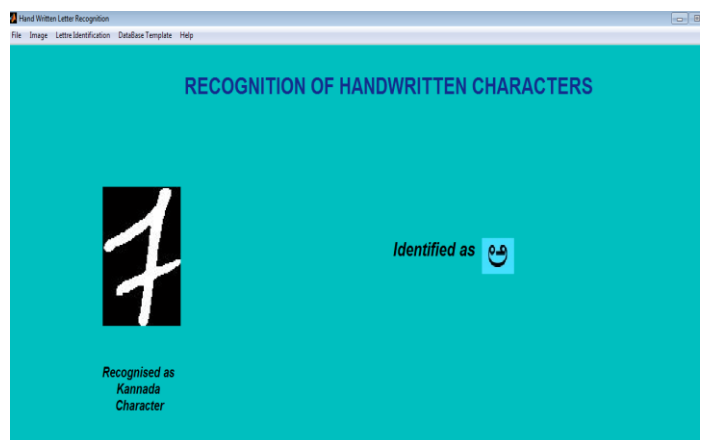 Hand Written Letter Recognition
File Image Lettre Identification DataBase Template Help
RECOGNITION OF HANDWRITTEN CHARACTERS
Identified as ಅ
Recognised as
Kannada
Character